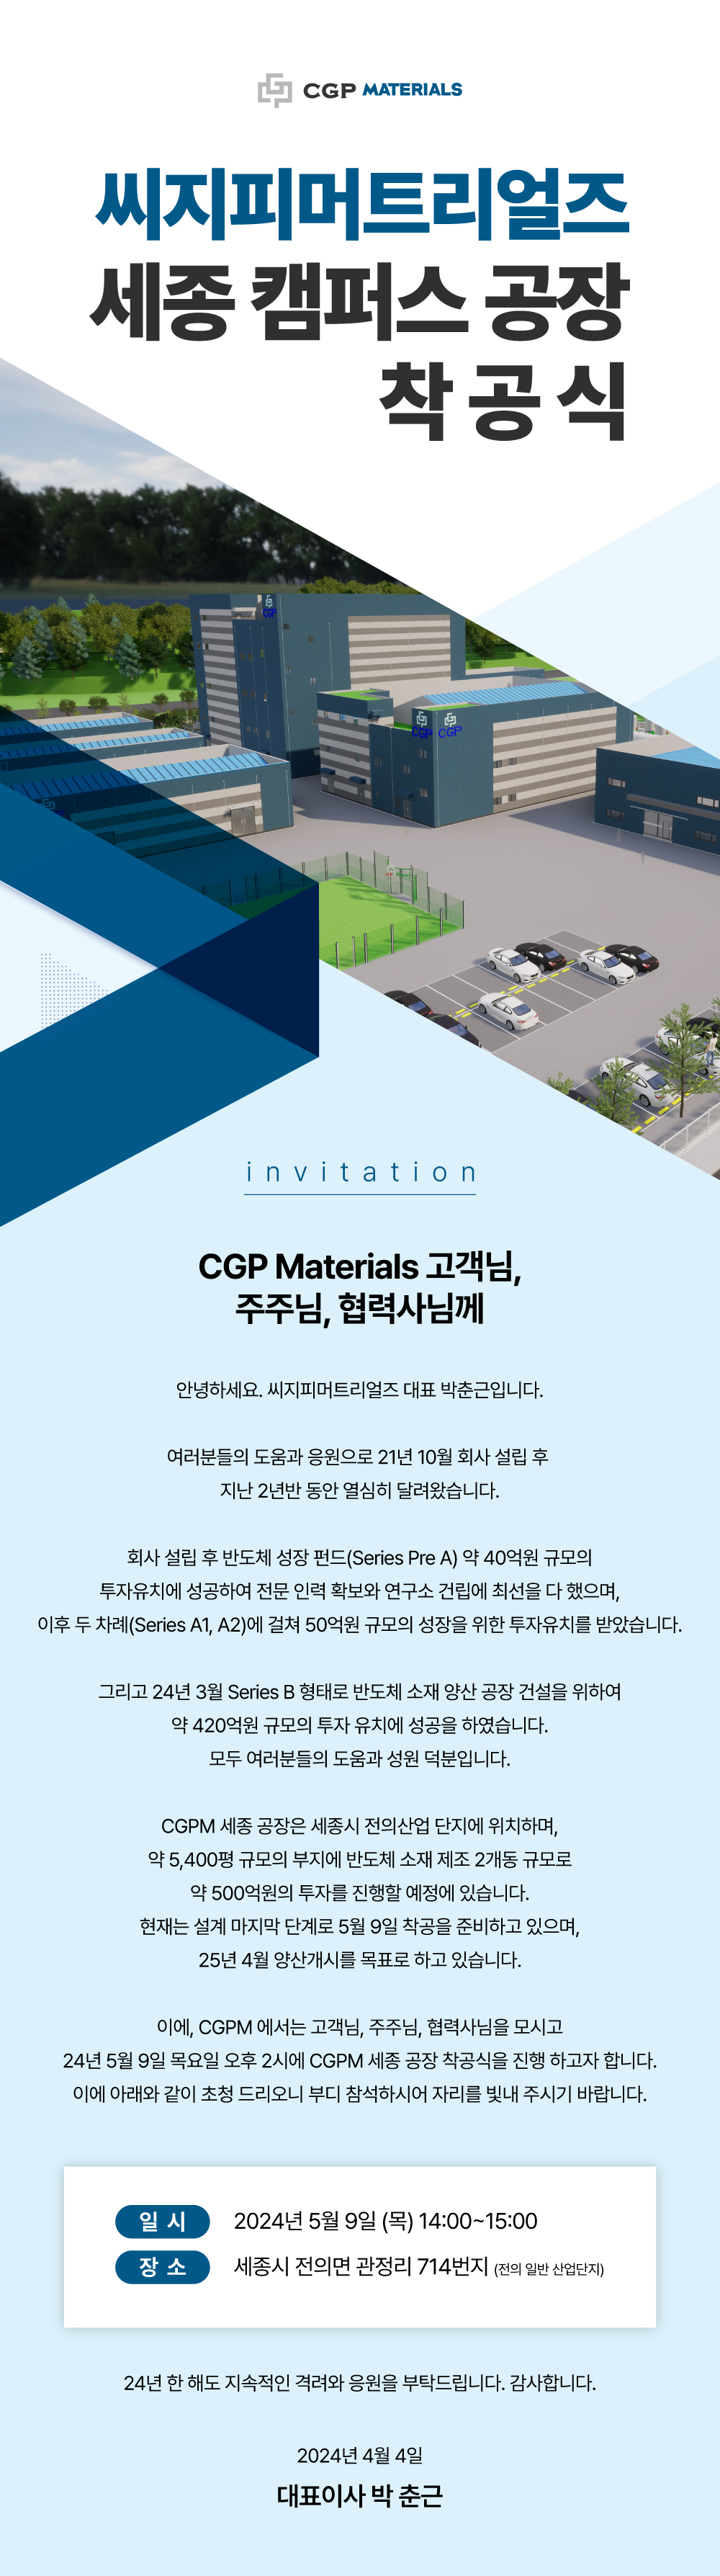 CGP MATERIALS
씨지피머트리얼즈
세종 캠퍼스 공장
착공식
CGP
CGP CGP
invitation
CGP Materials 고객님,
주주님, 협력사님께
안녕하세요. 씨지피머트리얼즈 대표 박춘근입니다.
여러분들의 도움과 응원으로 21년 10월 회사 설립 후
지난 2년반 동안 열심히 달려왔습니다.
회사 설립 후 반도체 성장 펀드(Series Pre A) 약 40억원 규모의
투자유치에 성공하여 전문 인력 확보와 연구소 건립에 최선을 다 했으며,
이후 두 차례(Series A1, A2)에 걸쳐 50억원 규모의 성장을 위한 투자유치를 받았습니다.
그리고 24년 3월 Series B 형태로 반도체 소재 양산 공장 건설을 위하여
약 420억원 규모의 투자 유치에 성공을 하였습니다.
모두 여러분들의 도움과 성원 덕분입니다.
CGPM 세종 공장은 세종시 전의산업 단지에 위치하며,
약 5,400평 규모의 부지에 반도체 소재 제조 2개동 규모로
약 500억원의 투자를 진행할 예정에 있습니다.
현재는 설계 마지막 단계로 5월 9일 착공을 준비하고 있으며,
25년 4월 양산개시를 목표로 하고 있습니다.
이에, CGPM 에서는 고객님, 주주님, 협력사님을 모시고
24년 5월 9일 목요일 오후 2시에 CGPM 세종 공장 착공식을 진행 하고자 합니다.
이에 아래와 같이 초청 드리오니 부디 참석하시어 자리를 빛내 주시기 바랍니다.
일 시 2024년 5월 9일 (목) 14:00~15:00
장 소 세종시 전의면 관정리 714번지 (전의 일반 산업단지)
24년 한 해도 지속적인 격려와 응원을 부탁드립니다. 감사합니다.
2024년 4월 4일
대표이사 박 춘근